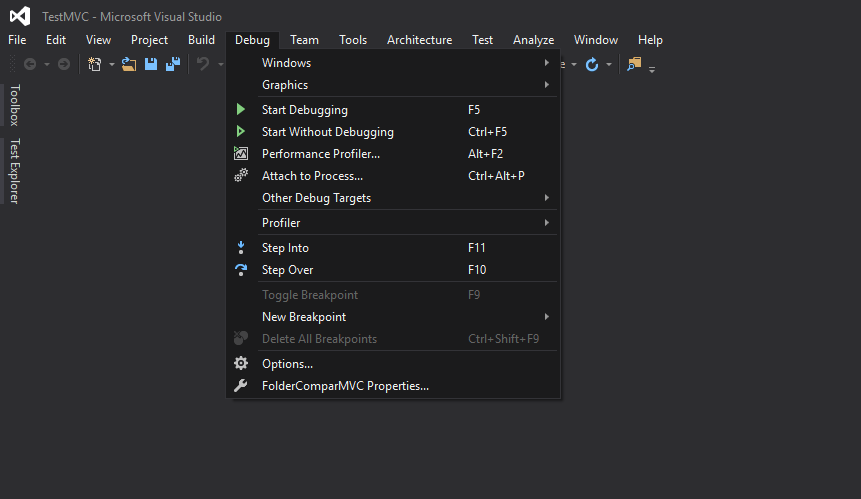 TestMVC - Microsoft Visual Studio
File Edit View Project Build Debug Team Tools Architecture Test Analyze Window Help
Toolbox
Test Explorer
Windows
Graphics
Start Debugging F5
Start Without Debugging Ctrl+F5
Performance Profiler... Alt+F2
Attach to Process... Ctrl+Alt+P
Other Debug Targets
Profiler
Step Into F11
Step Over F10
Toggle Breakpoint F9
New Breakpoint
Delete All Breakpoints Ctrl+Shift+F9
Options...
FolderComparMVC Properties...